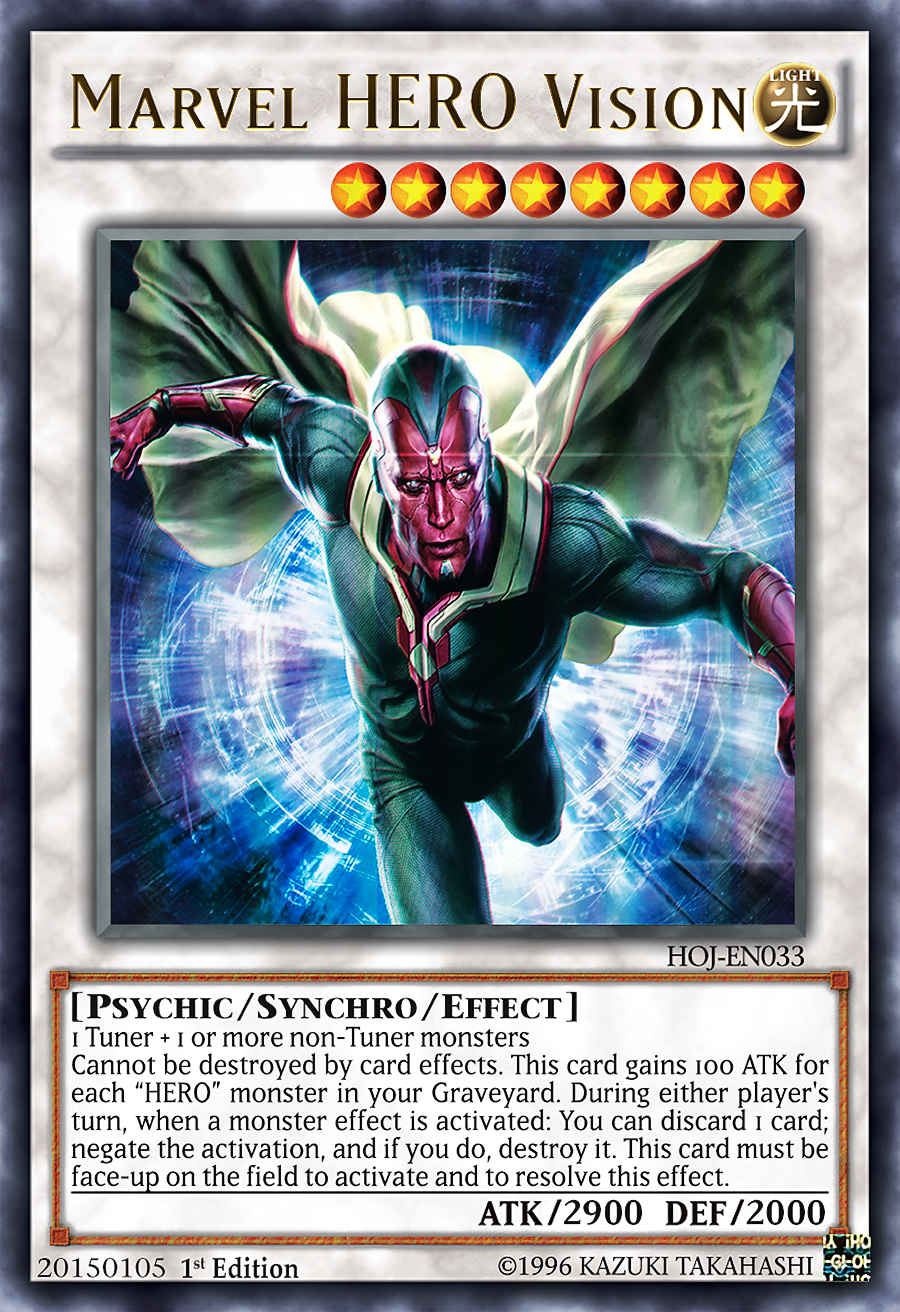 Marvel HERO Vision
LIGHT
光
HOJ-EN033
[Psychic/Synchro/Effect]
1 Tuner + 1 or more non-Tuner monsters
Cannot be destroyed by card effects. This card gains 100 ATK for
each “HERO” monster in your Graveyard. During either player's
turn, when a monster effect is activated: You can discard 1 card;
negate the activation, and if you do, destroy it. This card must be
face-up on the field to activate and to resolve this effect.
ATK/2900 DEF/2000
20150105 1st Edition ©1996 KAZUKI TAKAHASHI